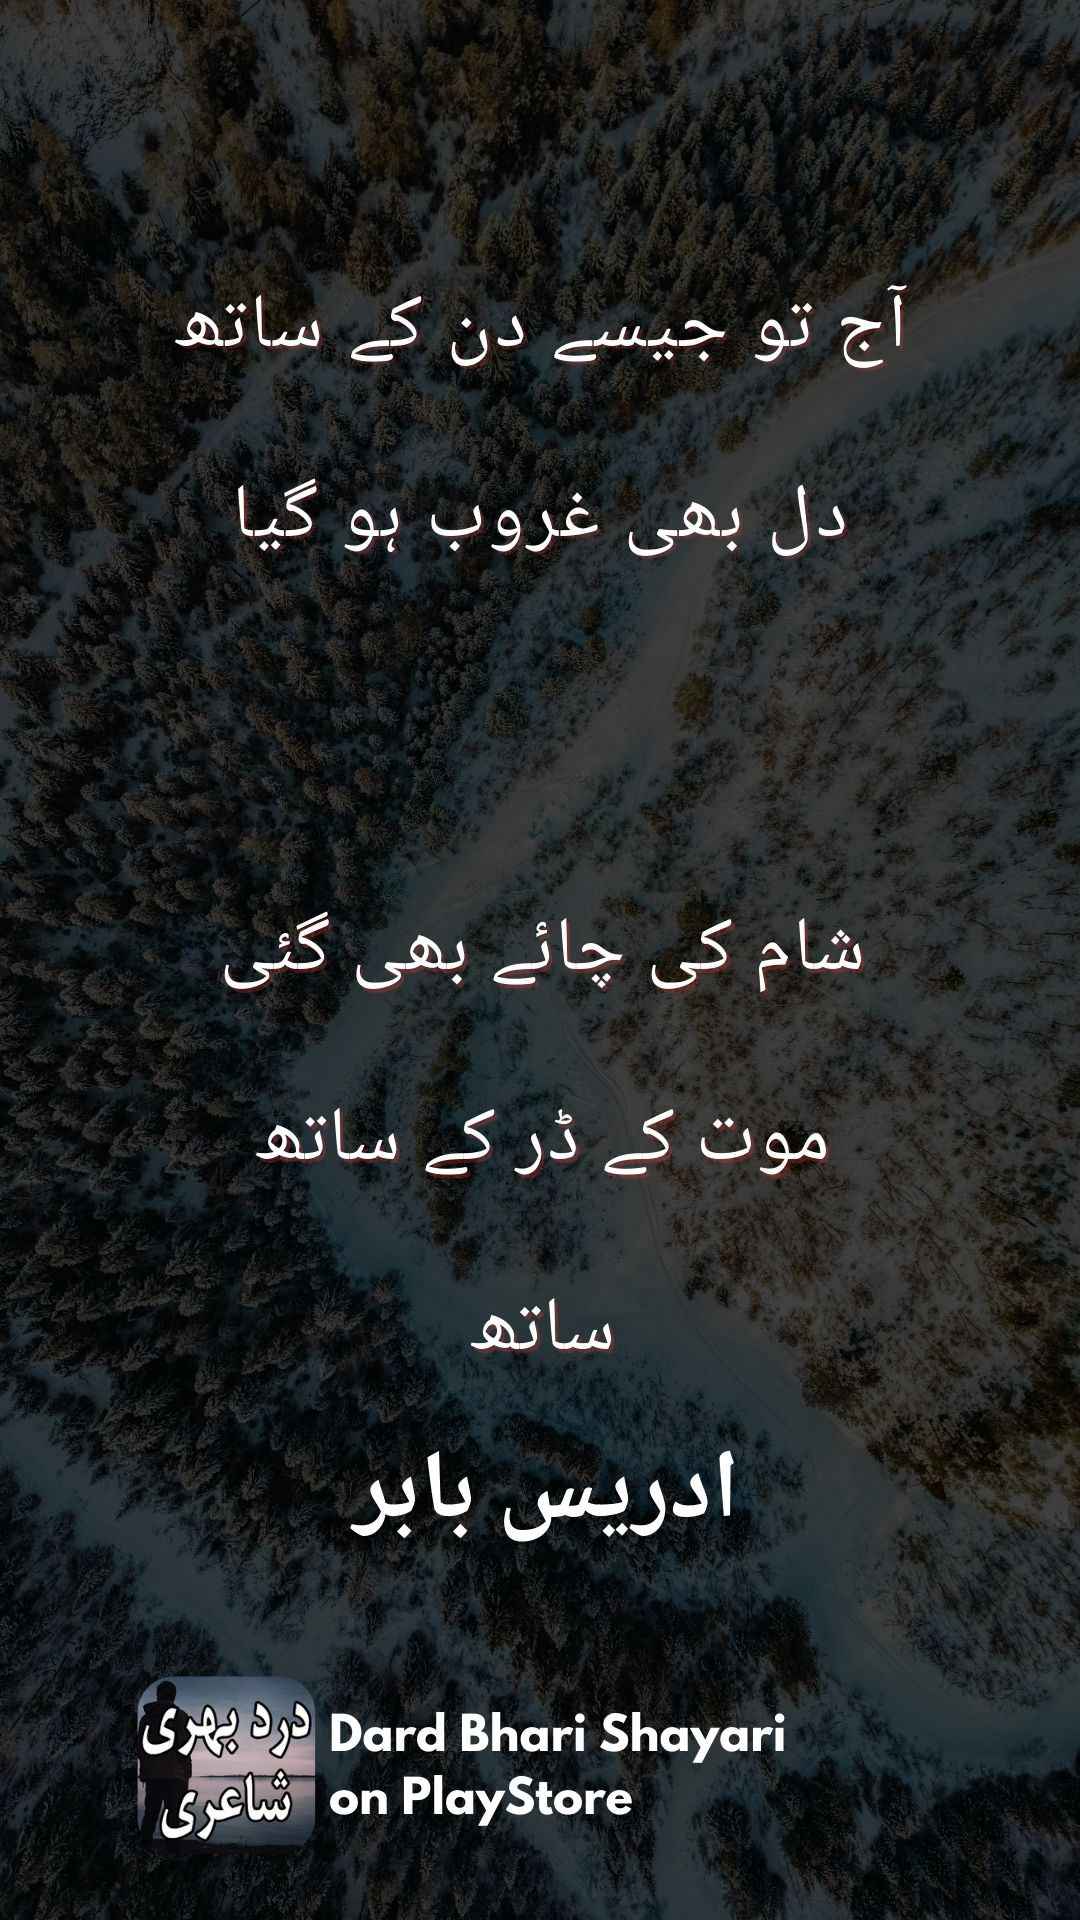 آج تو جیسے دن کے ساتھ
دل بھی غروب ہو گیا
شام کی چائے بھی گئی
موت کے ڈر کے ساتھ
ساتھ
ادریس بابر
درد بھری
شاعری
Dard Bhari Shayari
on PlayStore